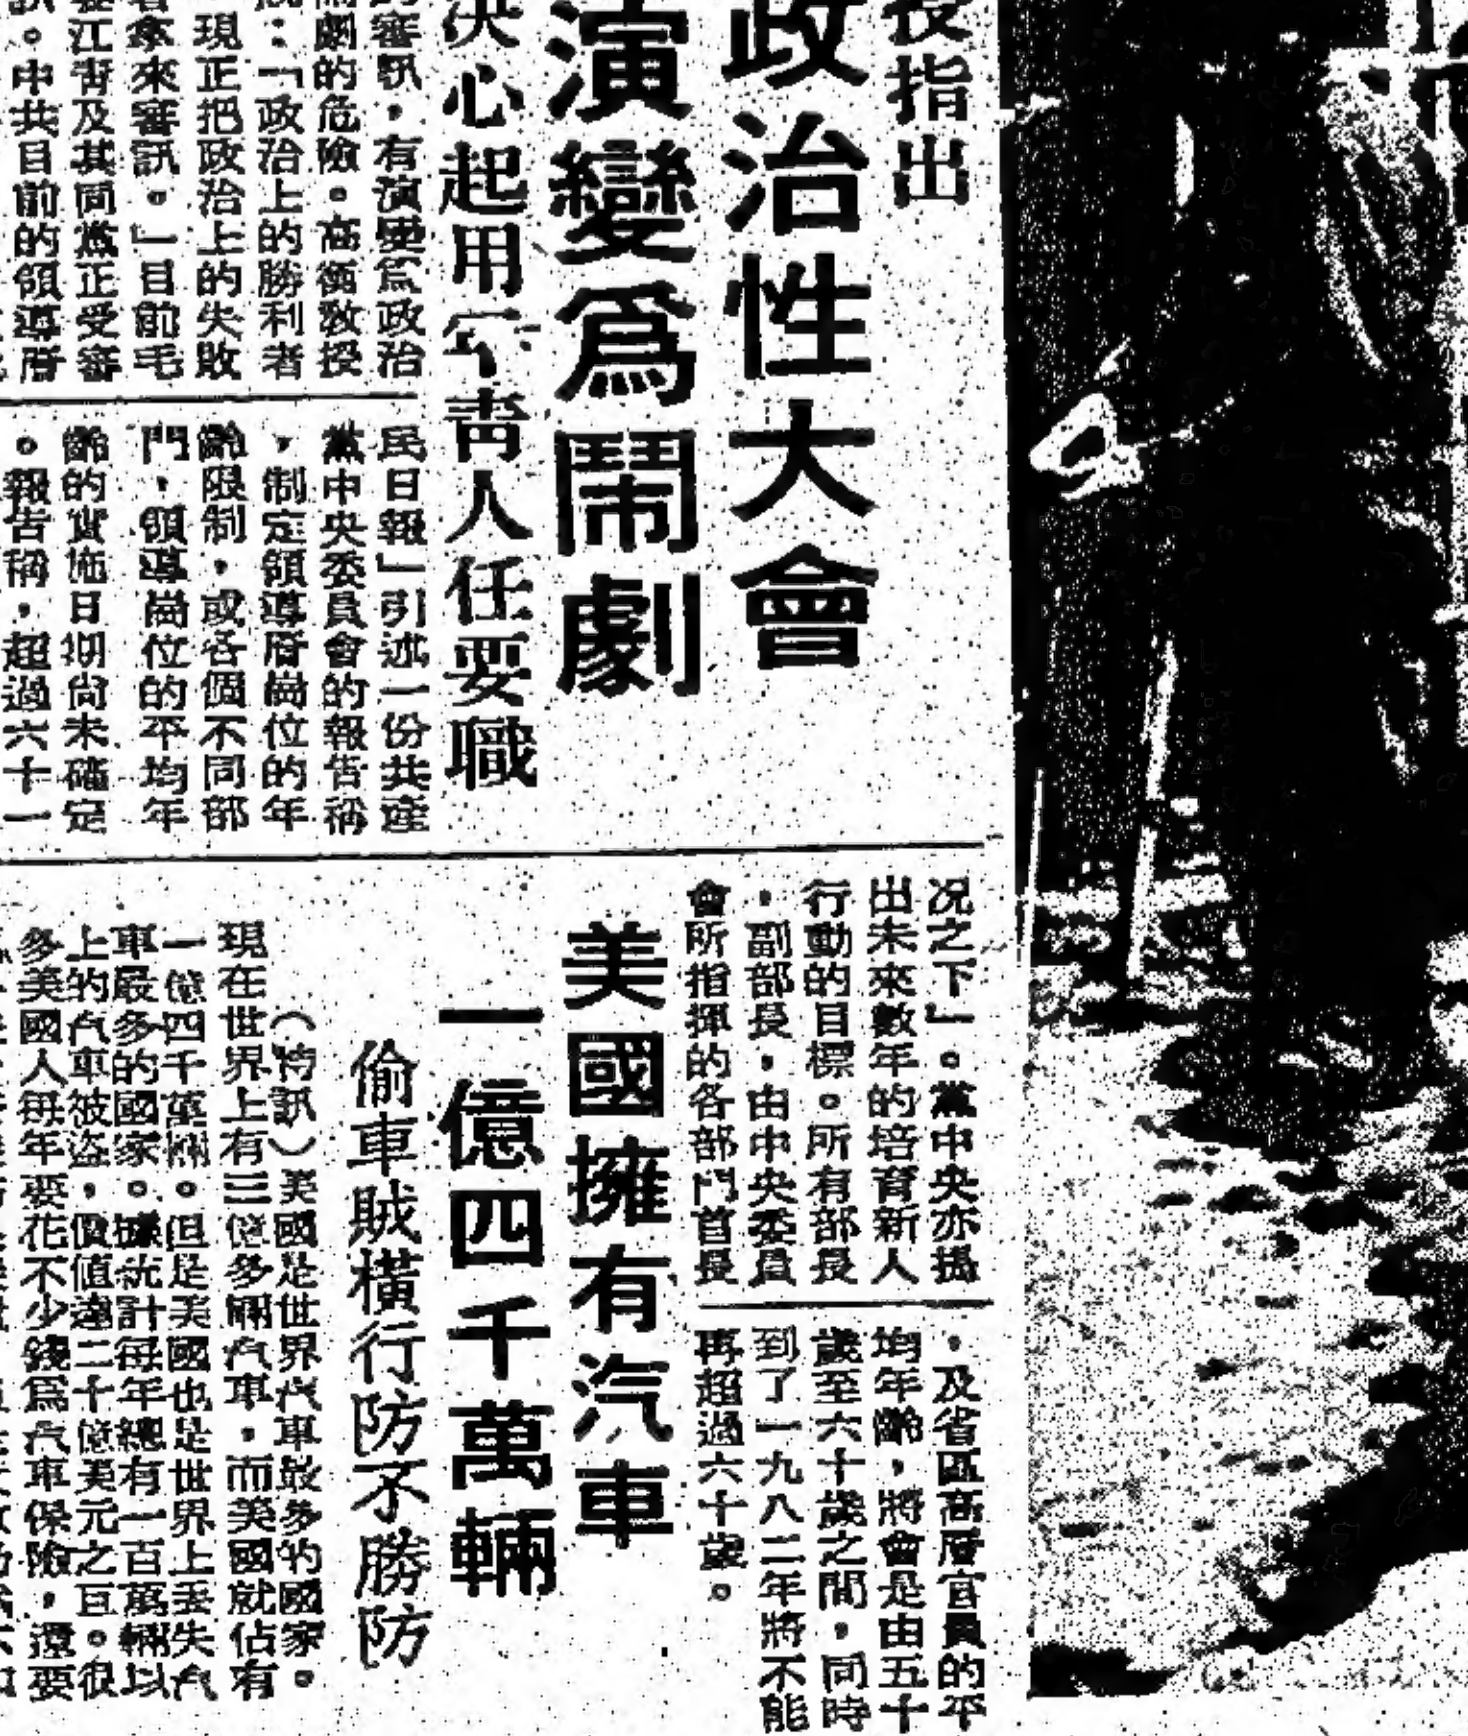 授指出
政治性大會
演變為鬧劇
決心起用年青人任要職
的審訊，有演變為政治
鬧劇的危險。高衡教授
說：「政治上的勝利者
現正把政治上的失敗
者拿來審訊。」目前毛
妻江青及其同黨正受審
訊。中共目前的領導層
民日報」引述一份共產
黨中央委員會的報告稱
，制定領導層崗位的年
齡限制，或各個不同部
門，領導崗位的平均年
齡的實施日期尚未確定
。報告稱，超過六十一
況之下」。黨中央亦提
出未來數年的培育新人
行動的目標。所有部長
，副部長，由中央委員
會所指揮的各部門首長
，及省區高層官員的平
均年齡，將會是由五十
歲至六十歲之間，同時
到了一九八二年將不能
再超過六十歲。
美國擁有汽車
一億四千萬輛
偷車賊橫行防不勝防
（特訊）美國是世界汽車最多的國家。
現在世界上有三億多輛汽車，而美國就佔有
一億四千萬輛。但是美國也是世界上丟失汽
車最多的國家。據統計每年總有一百萬輛以
上的汽車被盜，價值達二十億美元之巨。很
多美國人每年要花不少錢為汽車保險，還要